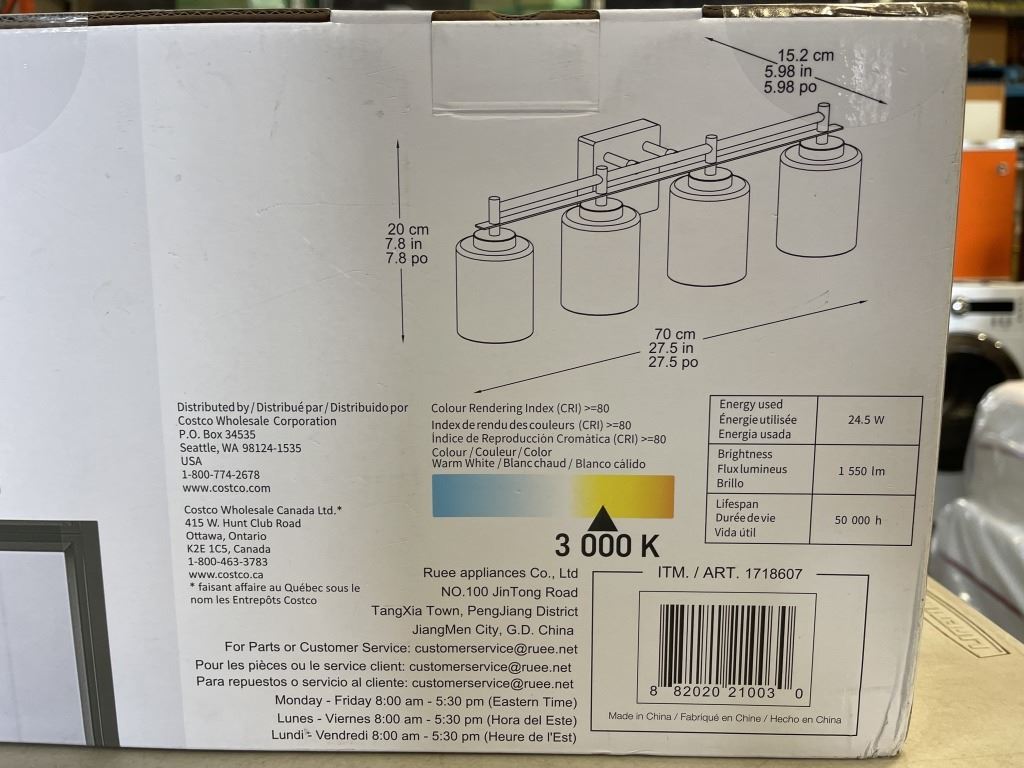 15.2 cm
5.98 in
5.98 po
20 cm
7.8 in
7.8 po
70 cm
27.5 in
27.5 po
Distributed by / Distribué par / Distribuido por
Costco Wholesale Corporation
P.O. Box 34535
Seattle, WA 98124-1535
USA
1-800-774-2678
www.costco.com
Costco Wholesale Canada Ltd.*
415 W. Hunt Club Road
Ottawa, Ontario
K2E 1C5, Canada
1-800-463-3783
www.costco.ca
* faisant affaire au Québec sous le
nom les Entrepôts Costco
Colour Rendering Index (CRI) >=80
Index de rendu des couleurs (CRI) >=80
Índice de Reproducción Cromática (CRI) >=80
Colour / Couleur / Color
Warm White / Blanc chaud / Blanco cálido
3 000 K
Energy used
Énergie utilisée
Energia usada
24.5 W
Brightness
Flux lumineus
Brillo
1 550 lm
Lifespan
Durée de vie
Vida útil
50 000 h
Ruee appliances Co., Ltd
NO.100 JinTong Road
TangXia Town, PengJiang District
JiangMen City, G.D. China
For Parts or Customer Service: customerservice@ruee.net
Pour les pièces ou le service client: customerservice@ruee.net
Para repuestos o servicio al cliente: customerservice@ruee.net
Monday - Friday 8:00 am - 5:30 pm (Eastern Time)
Lunes - Viernes 8:00 am - 5:30 pm (Hora del Este)
Lundi - Vendredi 8:00 am - 5:30 pm (Heure de l'Est)
ITM. / ART. 1718607
8 82020 21003 0
Made in China / Fabriqué en Chine / Hecho en China